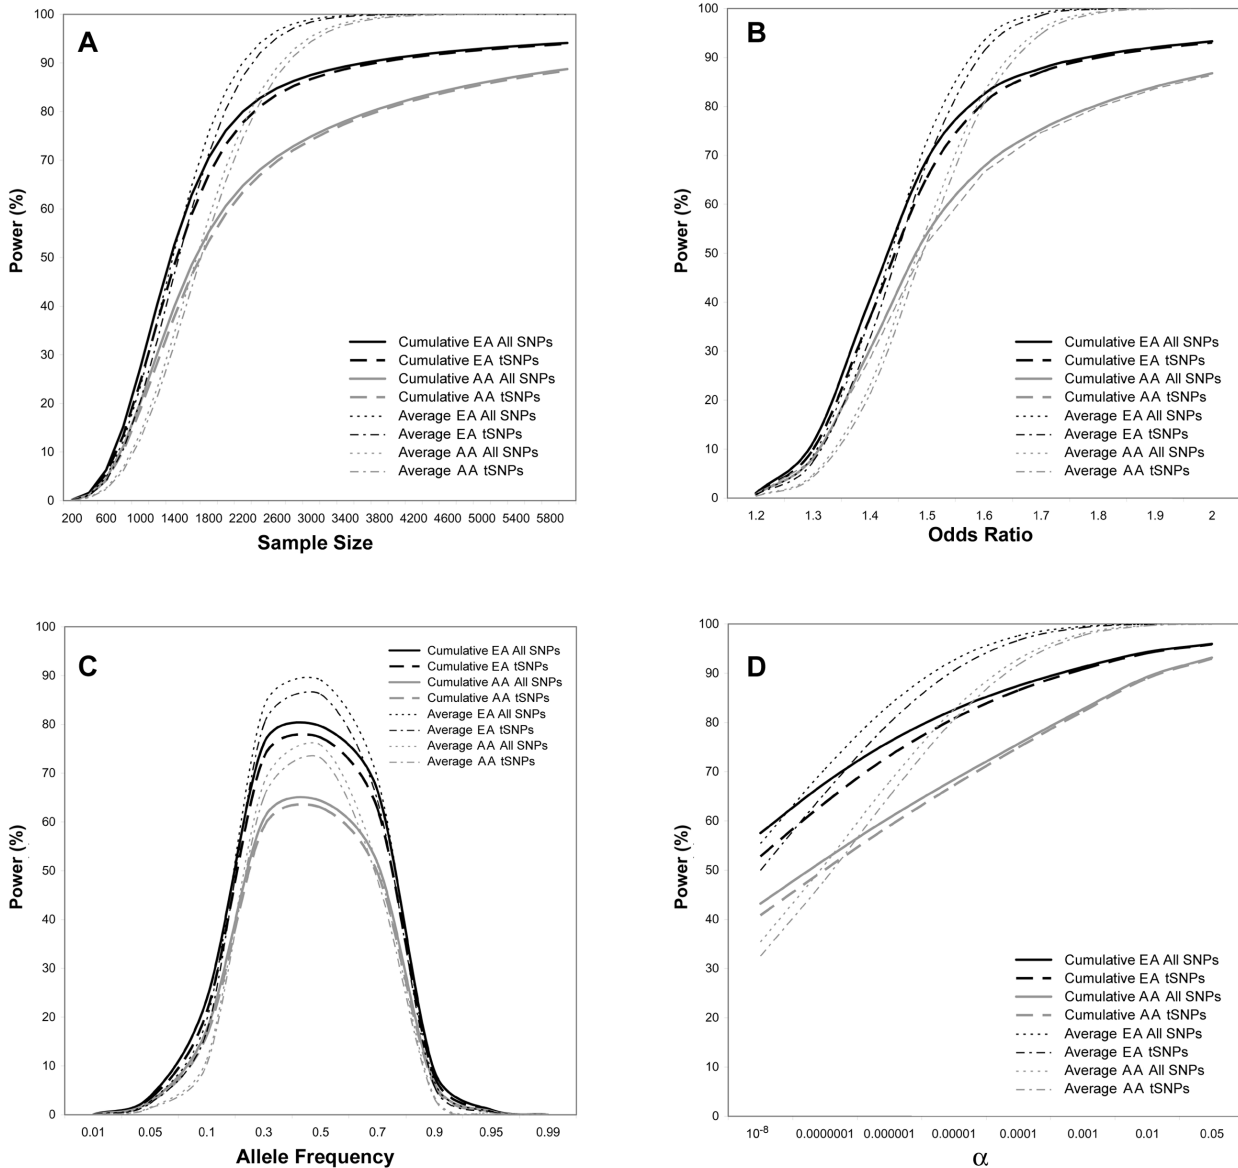 A
100
90
80
70
60
50
40
30
20
10
0
Power (%)
200 600 1000 1400 1800 2200 2600 3000 3400 3800 4200 4600 5000 5400 5800
Sample Size
Cumulative EA All SNPs
Cumulative EA tSNPs
Cumulative AA All SNPs
Cumulative AA tSNPs
Average EA All SNPs
Average EA tSNPs
Average AA All SNPs
Average AA tSNPs
B
100
90
80
70
60
50
40
30
20
10
0
Power (%)
1.2 1.3 1.4 1.5 1.6 1.7 1.8 1.9 2
Odds Ratio
Cumulative EA All SNPs
Cumulative EA tSNPs
Cumulative AA All SNPs
Cumulative AA tSNPs
Average EA All SNPs
Average EA tSNPs
Average AA All SNPs
Average AA tSNPs
C
100
90
80
70
60
50
40
30
20
10
0
Power (%)
0.01 0.05 0.1 0.3 0.5 0.7 0.9 0.95 0.99
Allele Frequency
Cumulative EA All SNPs
Cumulative EA tSNPs
Cumulative AA All SNPs
Cumulative AA tSNPs
Average EA All SNPs
Average EA tSNPs
Average AA All SNPs
Average AA tSNPs
D
100
90
80
70
60
50
40
30
20
10
0
Power (%)
10⁻⁸ 0.0000001 0.000001 0.00001 0.0001 0.001 0.01 0.05
α
Cumulative EA All SNPs
Cumulative EA tSNPs
Cumulative AA All SNPs
Cumulative AA tSNPs
Average EA All SNPs
Average EA tSNPs
Average AA All SNPs
Average AA tSNPs